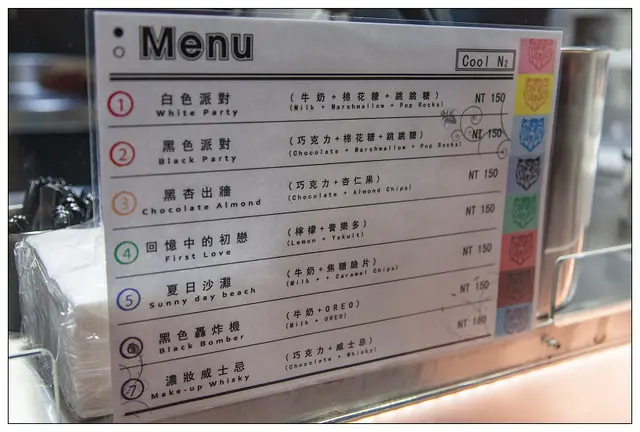 Menu
Cool N₂
1 白色派對 (牛奶+棉花糖+跳跳糖) NT 150
White Party (Milk + Marshmallow + Pop Rocks)
2 黑色派對 (巧克力+棉花糖+跳跳糖) NT 150
Black Party (Chocolate + Marshmallow + Pop Rocks)
3 黑杏出牆 (巧克力+杏仁果) NT 150
Chocolate Almond (Chocolate + Almond Chips)
4 回憶中的初戀 (檸檬+養樂多) NT 150
First Love (Lemon + Yakult)
5 夏日沙灘 (牛奶+焦糖脆片) NT 150
Sunny day beach (Milk + + Caramel Chips)
6 黑色轟炸機 (牛奶+OREO) NT 150
Black Bomber (Milk + OREO)
7 濃妝威士忌 (巧克力+威士忌) NT 180
Make-up Whisky (Chocolate + Whisky)